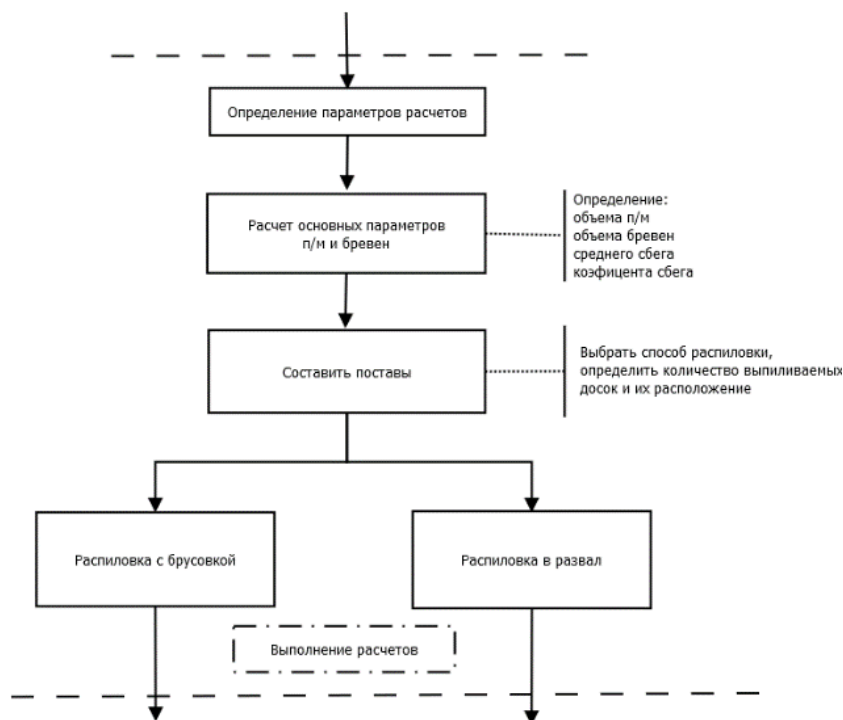 Определение параметров расчетов
Расчет основных параметров
п/м и бревен
Определение:
объема п/м
объема бревен
среднего сбега
коэфицента сбега
Составить поставы
Выбрать способ распиловки,
определить количество выпиливаемых
досок и их расположение
Распиловка с брусовкой
Распиловка в развал
Выполнение расчетов